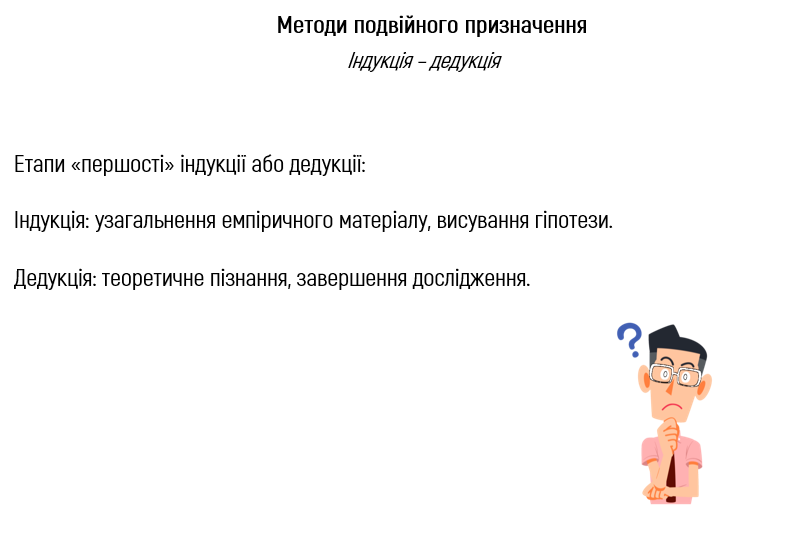 Методи подвійного призначення
Індукція – дедукція
Етапи «першості» індукції або дедукції:
Індукція: узагальнення емпіричного матеріалу, висування гіпотези.
Дедукція: теоретичне пізнання, завершення дослідження.
?